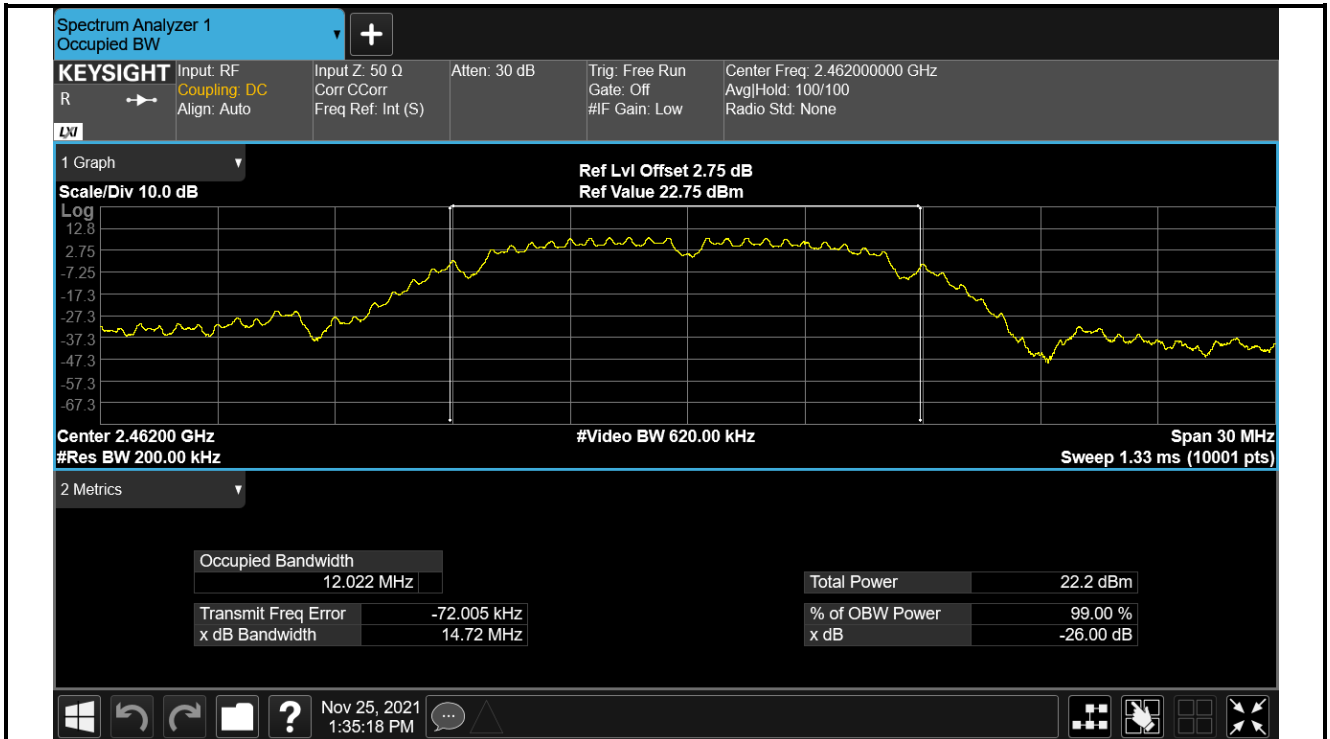 Spectrum Analyzer 1
Occupied BW
+
KEYSIGHT
R
LXI
Input: RF
Coupling: DC
Align: Auto
Input Z: 50 Ω
Corr CCorr
Freq Ref: Int (S)
Atten: 30 dB
Trig: Free Run
Gate: Off
#IF Gain: Low
Center Freq: 2.462000000 GHz
Avg|Hold: 100/100
Radio Std: None
1 Graph
Scale/Div 10.0 dB
Ref Lvl Offset 2.75 dB
Ref Value 22.75 dBm
Log
12.8
2.75
-7.25
-17.3
-27.3
-37.3
-47.3
-57.3
-67.3
Center 2.46200 GHz
#Res BW 200.00 kHz
#Video BW 620.00 kHz
Span 30 MHz
Sweep 1.33 ms (10001 pts)
2 Metrics
Occupied Bandwidth
12.022 MHz
Transmit Freq Error -72.005 kHz
x dB Bandwidth 14.72 MHz
Total Power 22.2 dBm
% of OBW Power 99.00 %
x dB -26.00 dB
?
Nov 25, 2021
1:35:18 PM